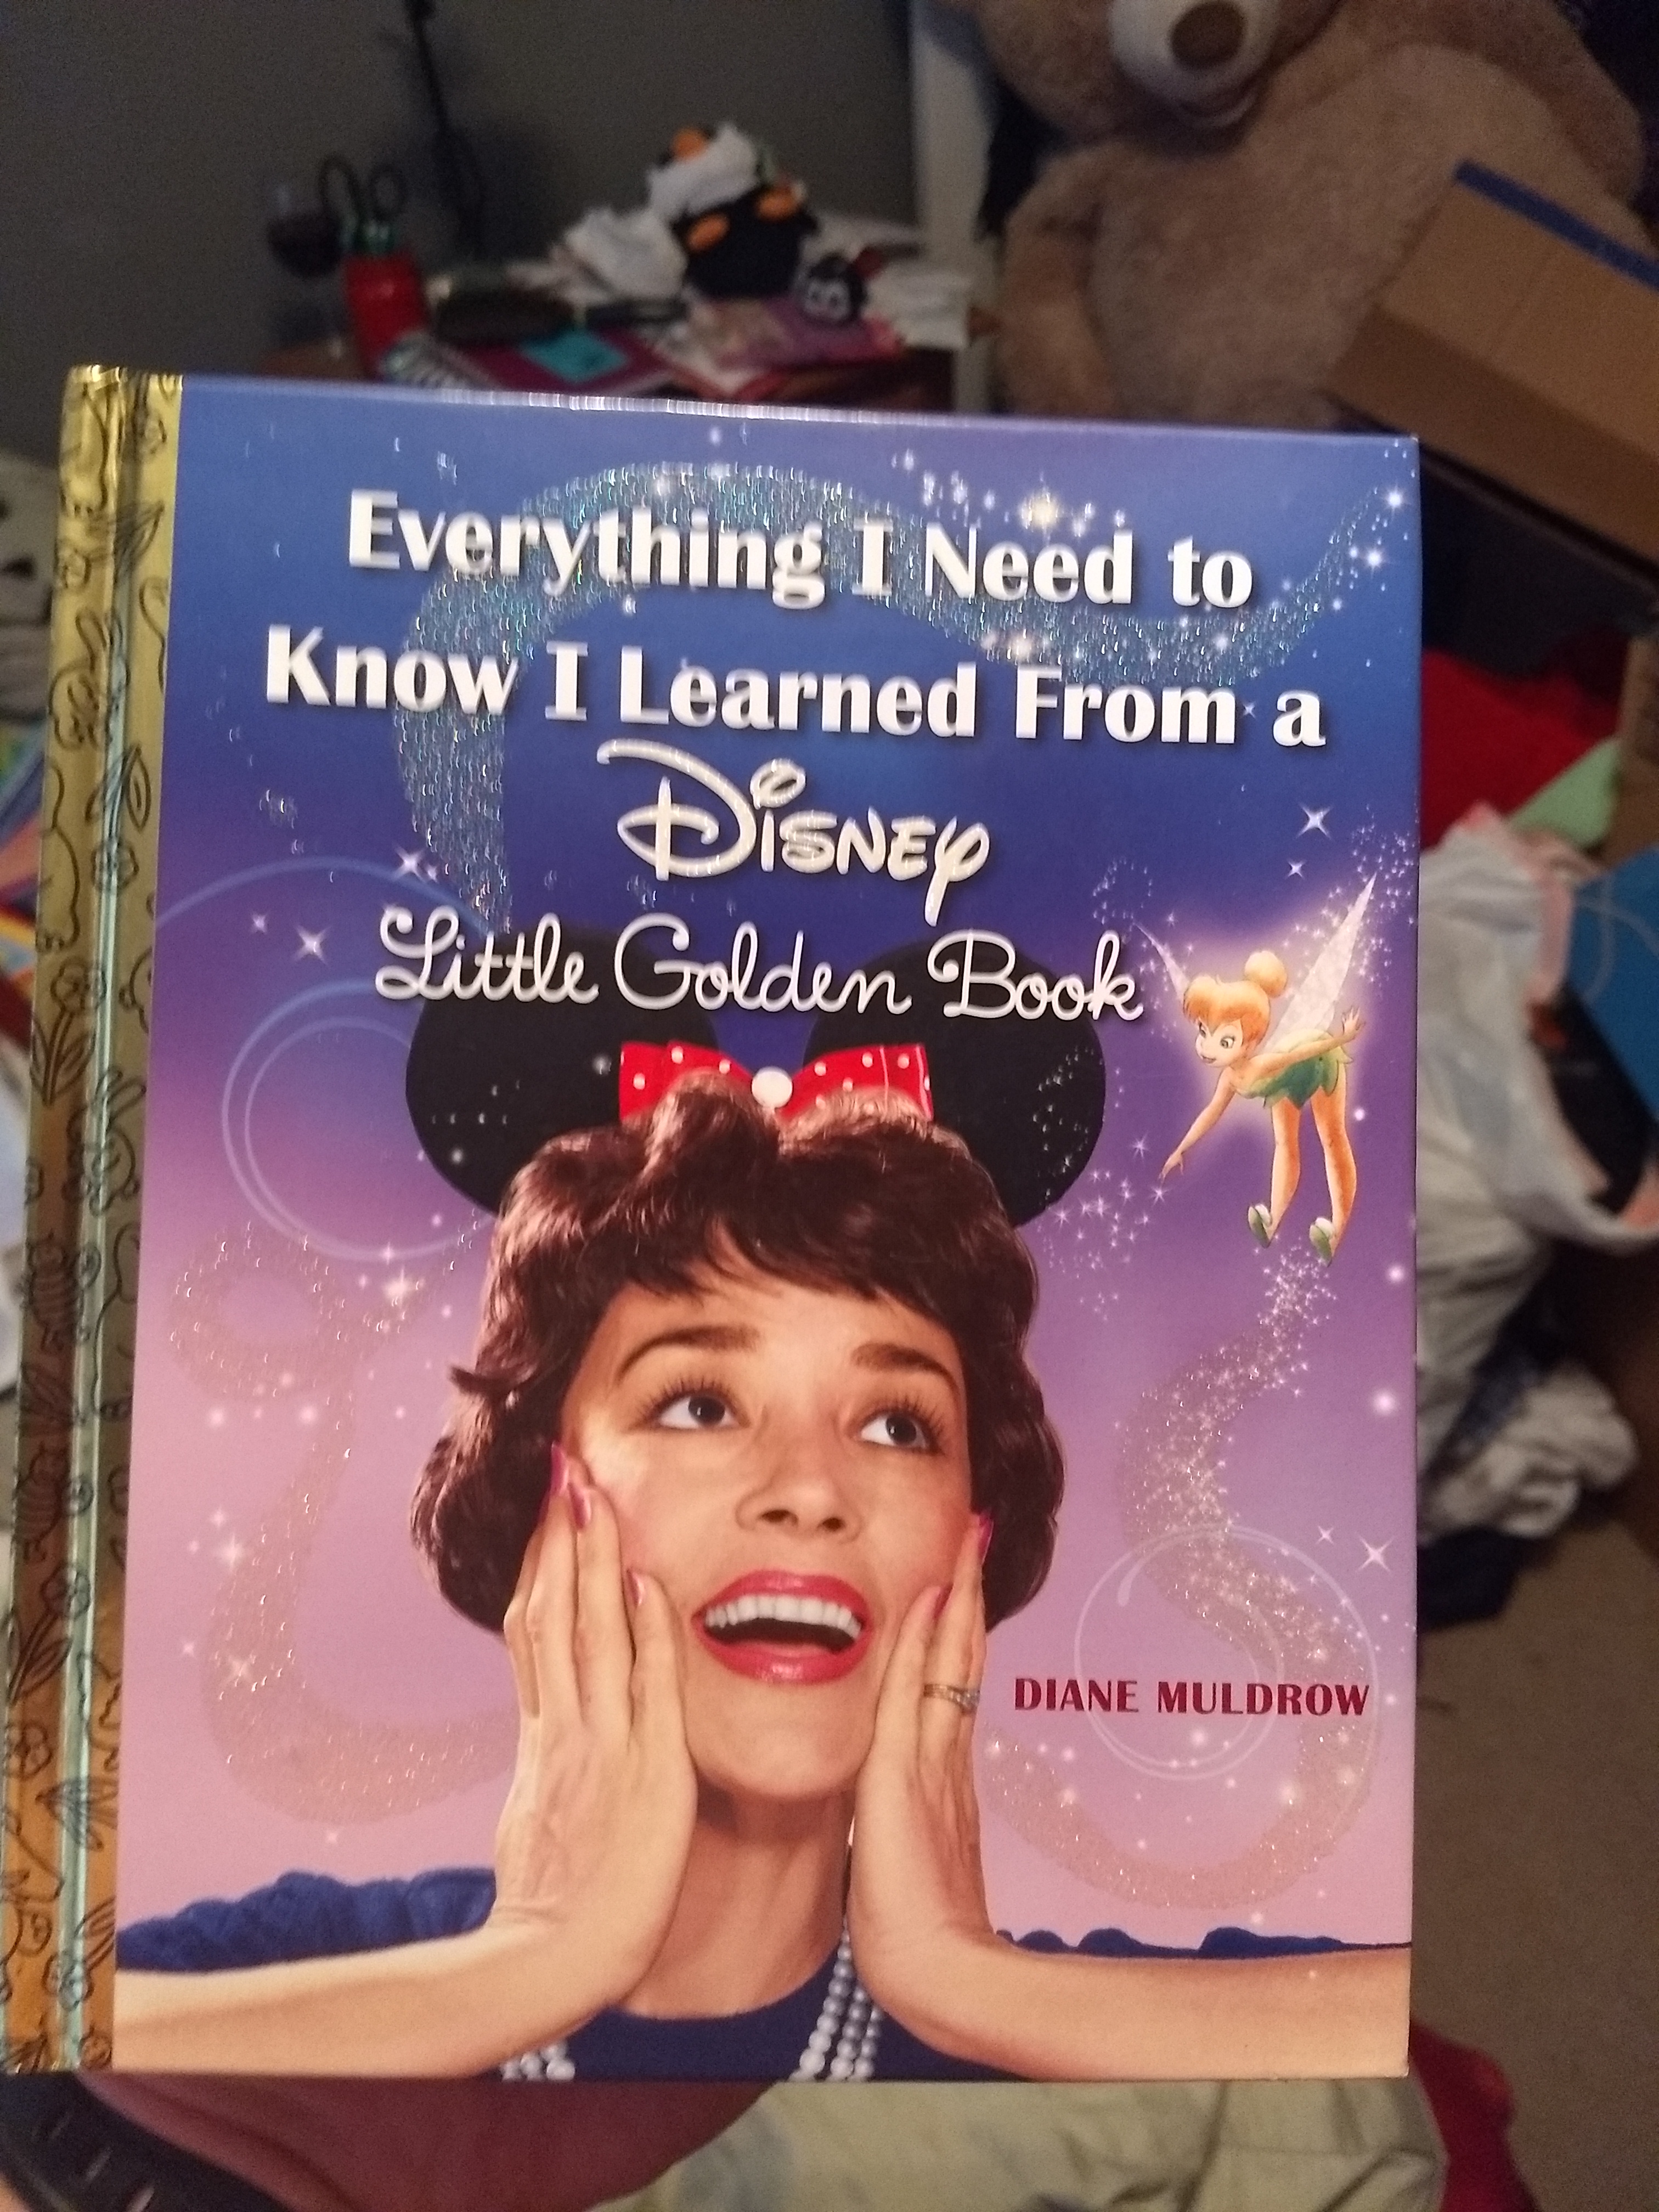 Everything I Need to
Know I Learned From a
Disney
Little Golden Book
DIANE MULDROW